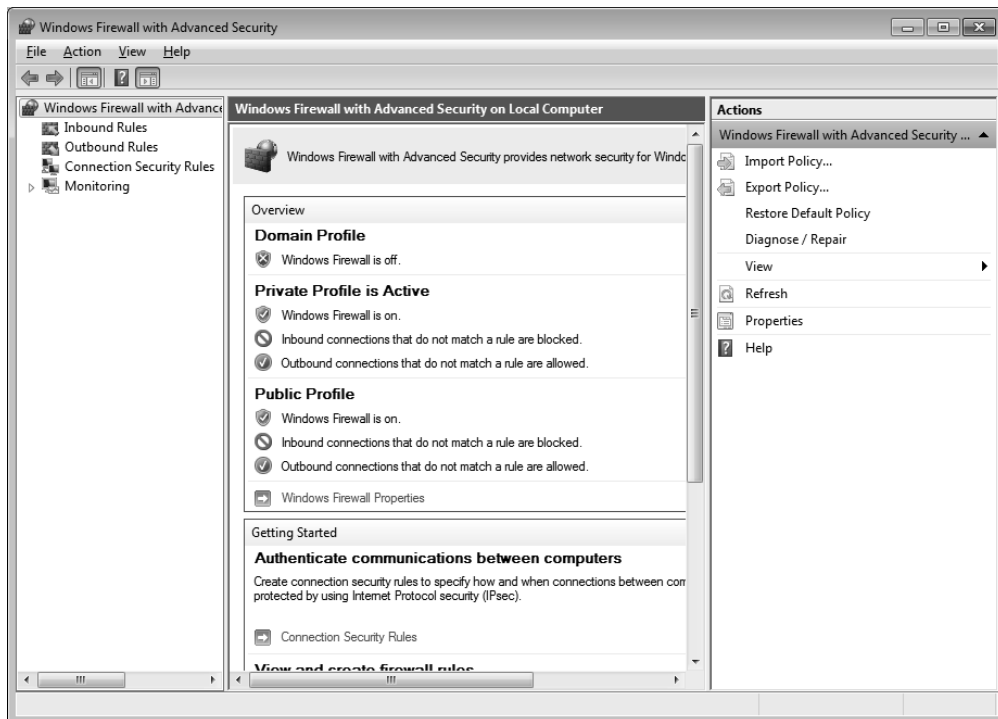 Windows Firewall with Advanced Security
File Action View Help
Windows Firewall with Advance
Inbound Rules
Outbound Rules
Connection Security Rules
Monitoring
Windows Firewall with Advanced Security on Local Computer
Windows Firewall with Advanced Security provides network security for Windo
Overview
Domain Profile
Windows Firewall is off.
Private Profile is Active
Windows Firewall is on.
Inbound connections that do not match a rule are blocked.
Outbound connections that do not match a rule are allowed.
Public Profile
Windows Firewall is on.
Inbound connections that do not match a rule are blocked.
Outbound connections that do not match a rule are allowed.
Windows Firewall Properties
Getting Started
Authenticate communications between computers
Create connection security rules to specify how and when connections between com
protected by using Internet Protocol security (IPsec).
Connection Security Rules
View and create firewall rules
Actions
Windows Firewall with Advanced Security ...
Import Policy...
Export Policy...
Restore Default Policy
Diagnose / Repair
View
Refresh
Properties
Help